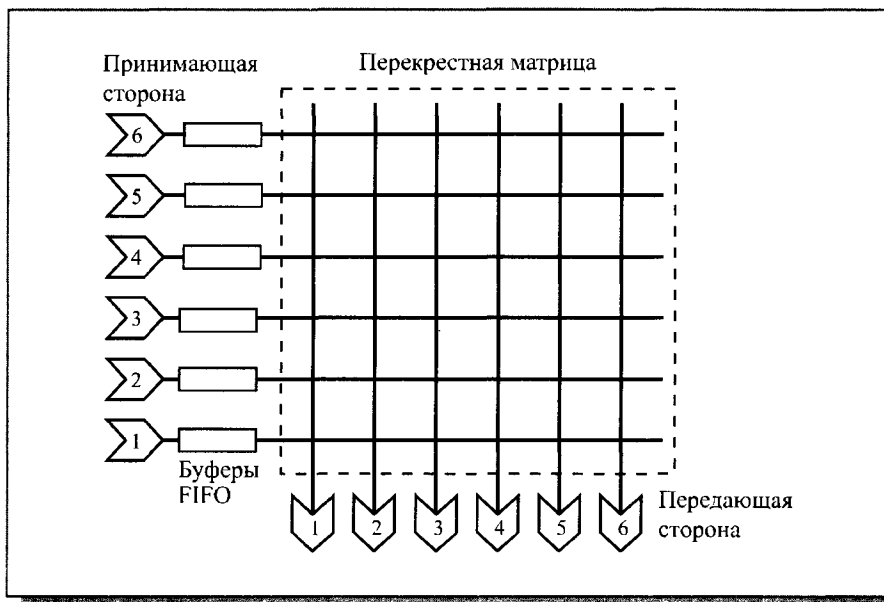 Принимающая
сторона
Перекрестная матрица
6
5
4
3
2
1
Буферы
FIFO
1 2 3 4 5 6
Передающая
сторона